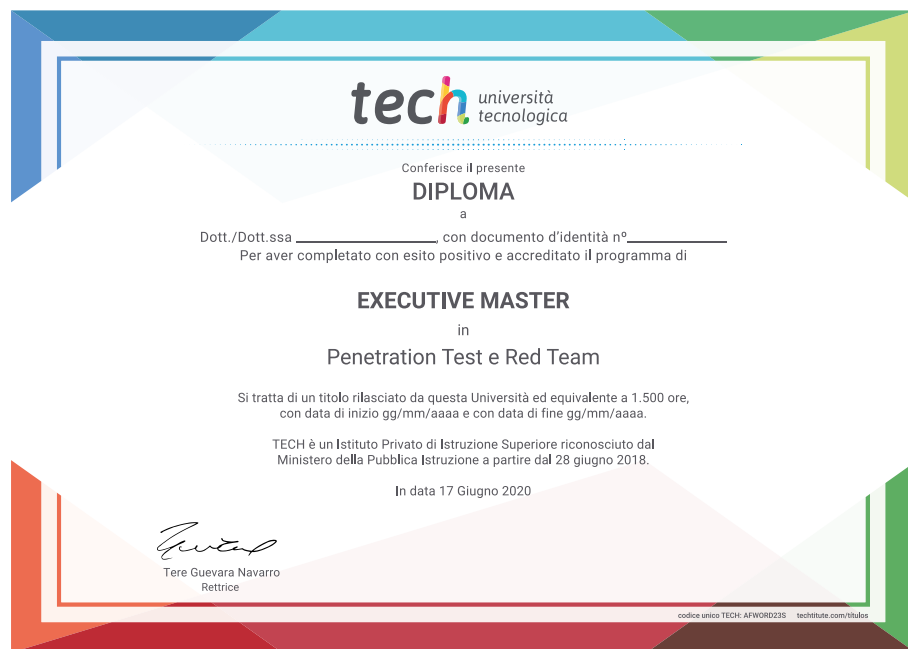 tech università
tecnologica
Conferisce il presente
DIPLOMA
a
Dott./Dott.ssa ________________, con documento d'identità nº___________
Per aver completato con esito positivo e accreditato il programma di
EXECUTIVE MASTER
in
Penetration Test e Red Team
Si tratta di un titolo rilasciato da questa Università ed equivalente a 1.500 ore,
con data di inizio gg/mm/aaaa e con data di fine gg/mm/aaaa.
TECH è un Istituto Privato di Istruzione Superiore riconosciuto dal
Ministero della Pubblica Istruzione a partire dal 28 giugno 2018.
In data 17 Giugno 2020
Tere Guevara Navarro
Rettrice
codice unico TECH: AFWORD23S techtitute.com/titulos